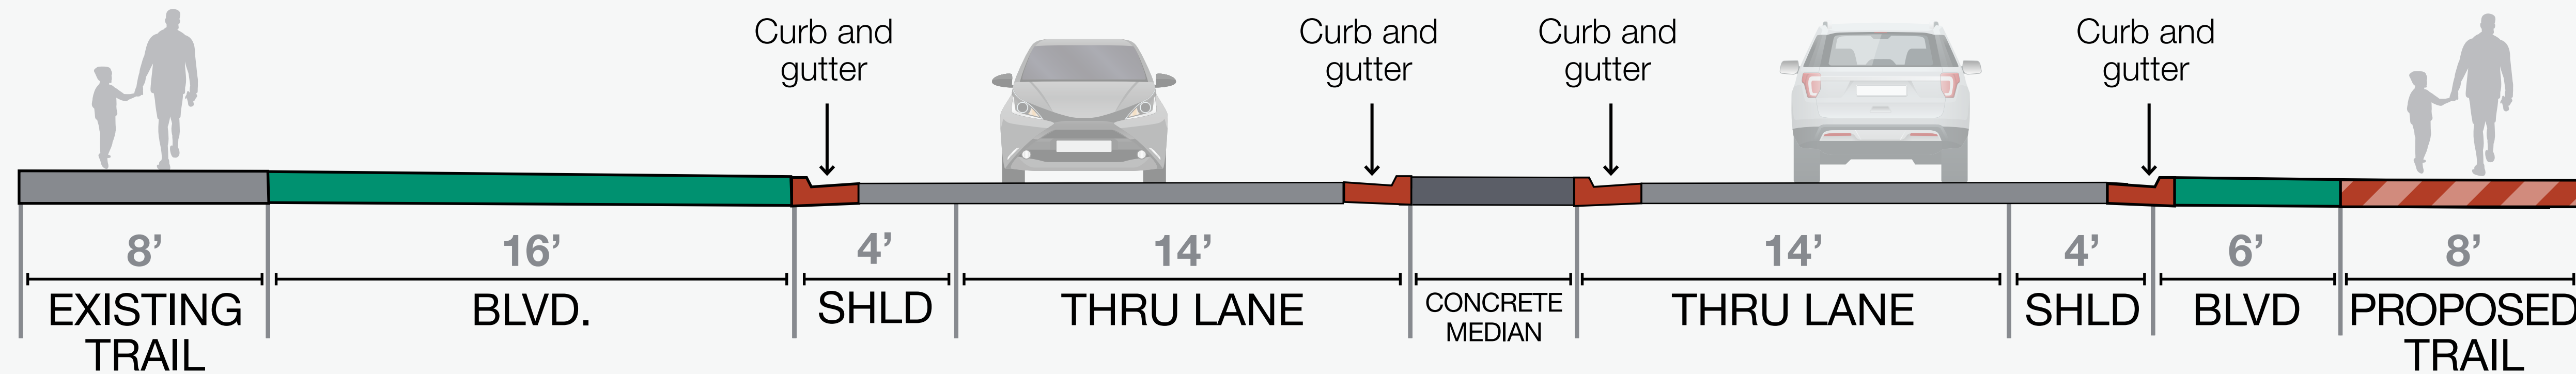 Curb and
gutter
Curb and
gutter
Curb and
gutter
Curb and
gutter
8’
16’
4’
14’
14’
4’
6’
8’
EXISTING
TRAIL
BLVD.
SHLD
THRU LANE
CONCRETE
MEDIAN
THRU LANE
SHLD
BLVD
PROPOSED
TRAIL